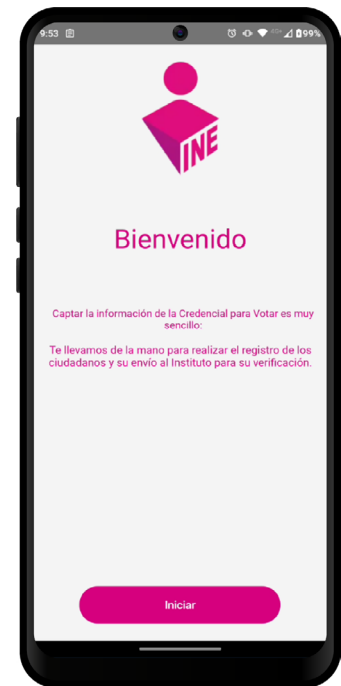 9:53
99%
INE
Bienvenido
Captar la información de la Credencial para Votar es muy
sencillo:
Te llevamos de la mano para realizar el registro de los
ciudadanos y su envío al Instituto para su verificación.
Iniciar